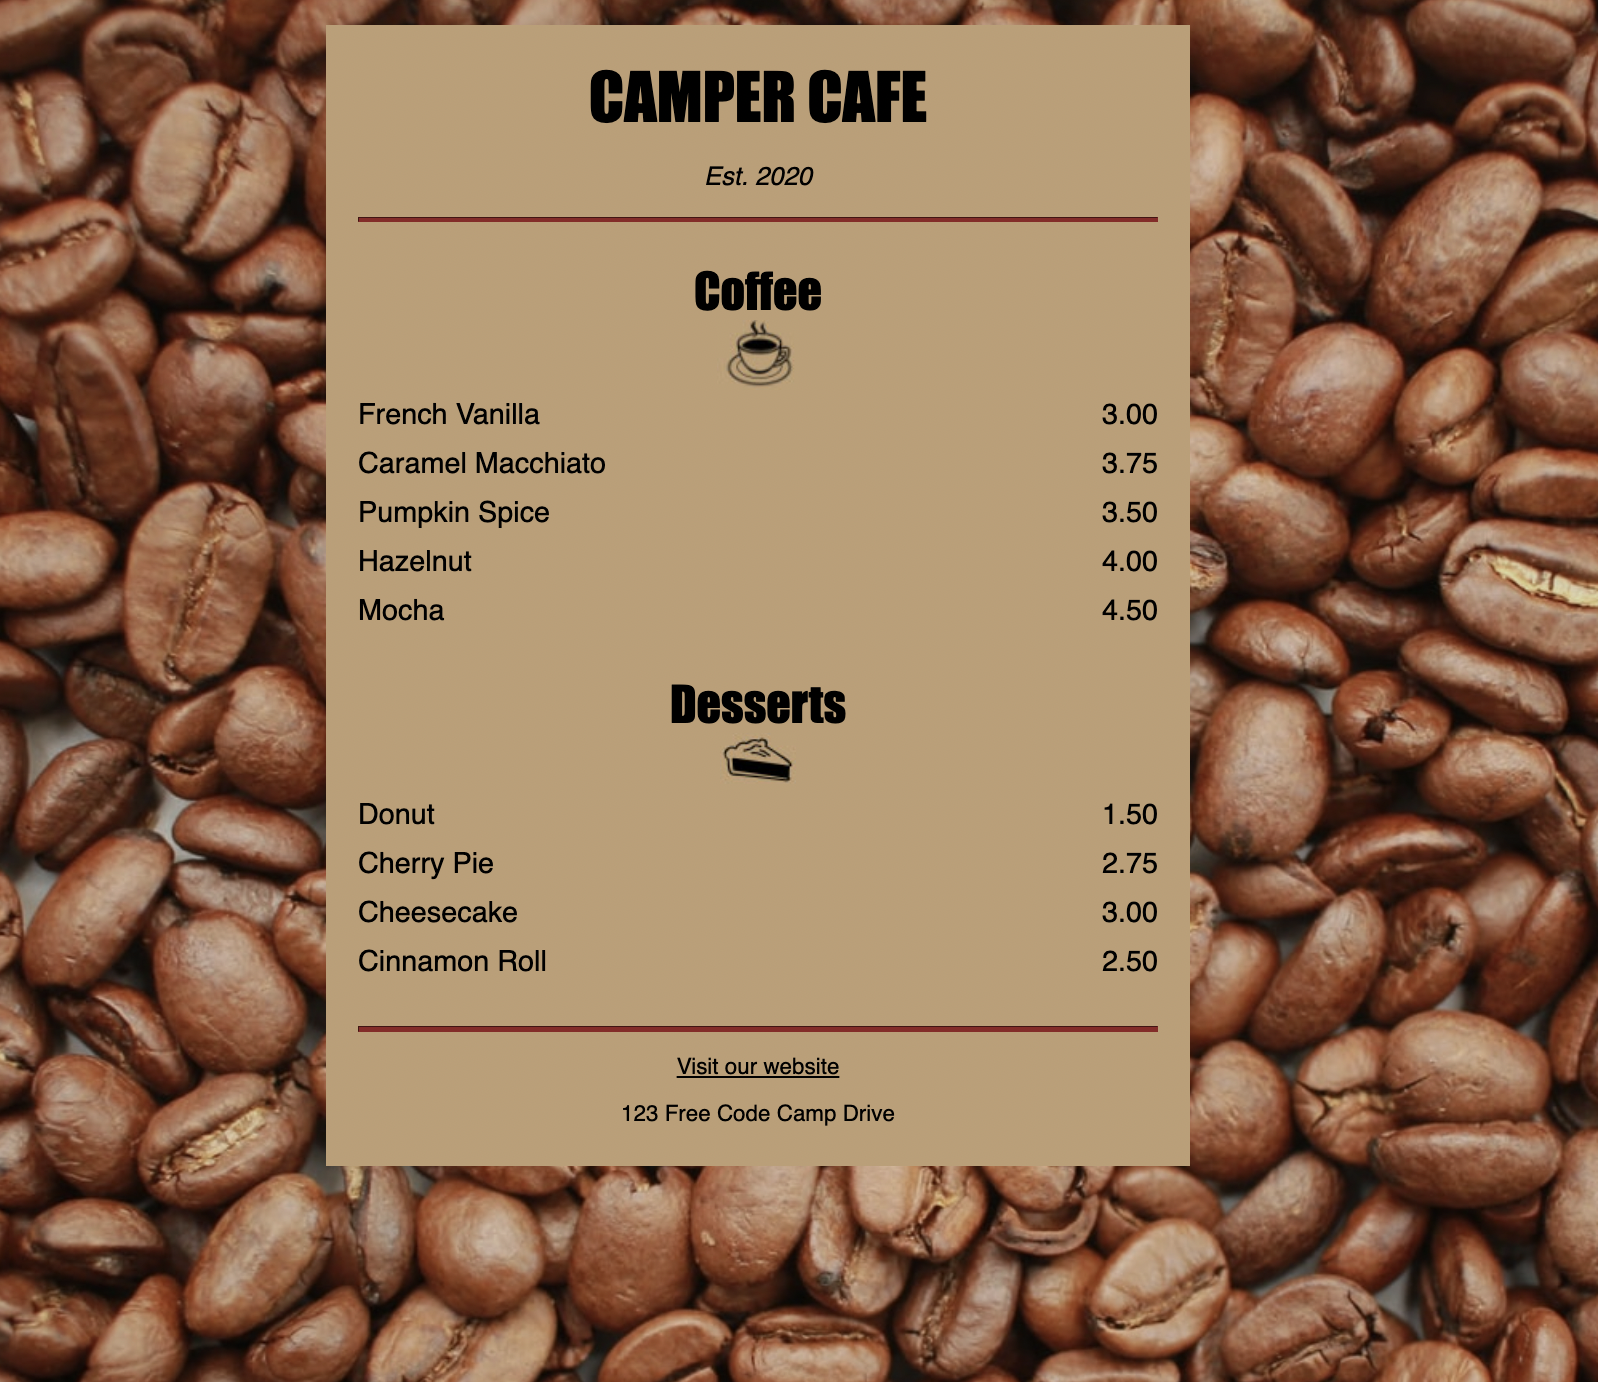 CAMPER CAFE
Est. 2020
Coffee
French Vanilla 3.00
Caramel Macchiato 3.75
Pumpkin Spice 3.50
Hazelnut 4.00
Mocha 4.50
Desserts
Donut 1.50
Cherry Pie 2.75
Cheesecake 3.00
Cinnamon Roll 2.50
Visit our website
123 Free Code Camp Drive